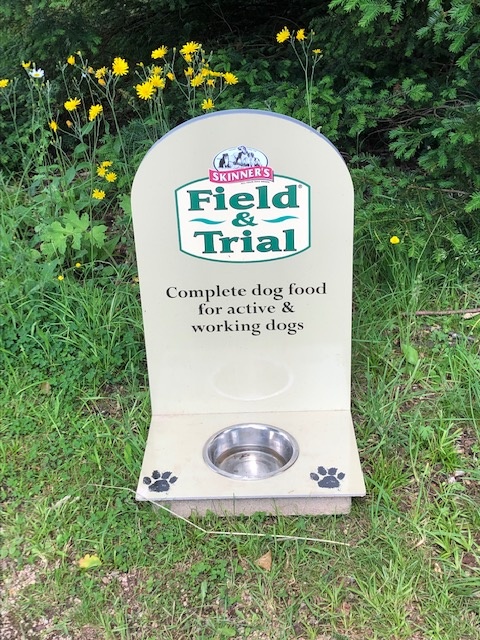 SKINNER'S
Field
&
Trial
Complete dog food
for active &
working dogs